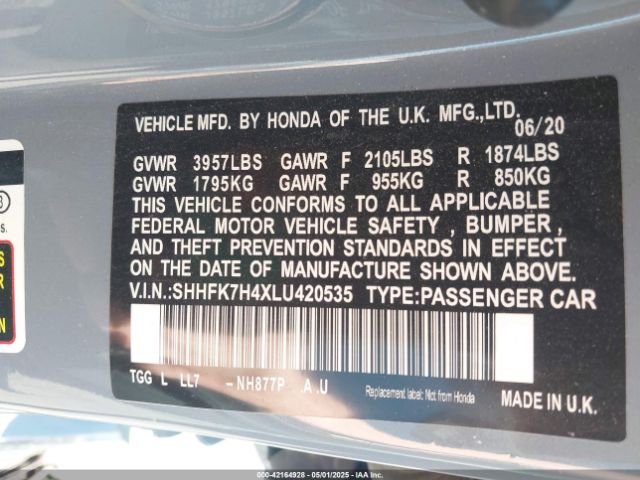 VEHICLE MFD. BY HONDA OF THE U.K. MFG.,LTD.
06/20
GVWR 3957LBS GAWR F 2105LBS R 1874LBS
GVWR 1795KG GAWR F 955KG R 850KG
THIS VEHICLE CONFORMS TO ALL APPLICABLE
FEDERAL MOTOR VEHICLE SAFETY , BUMPER ,
AND THEFT PREVENTION STANDARDS IN EFFECT
ON THE DATE OF MANUFACTURE SHOWN ABOVE.
V.I.N.:SHHFK7H4XLU420535 TYPE:PASSENGER CAR
TGG L LL7 -NH877P .A .U
Replacement label: Not from Honda
MADE IN U.K.
000-42164928 - 05/01/2025 - IAAI.com